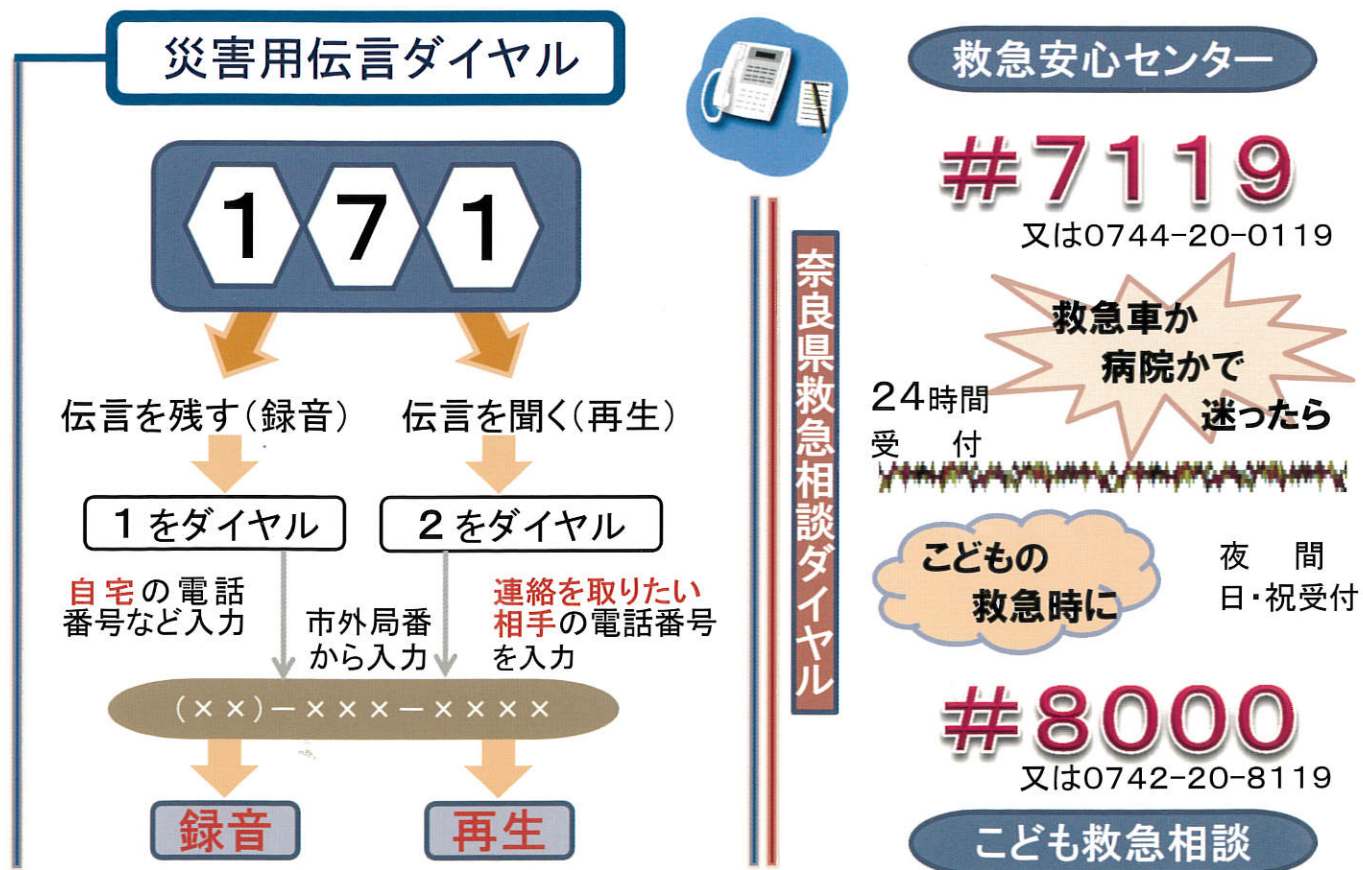 災害用伝言ダイヤル
171
伝言を残す(録音)
1をダイヤル
自宅の電話
番号など入力
伝言を聞く(再生)
2をダイヤル
連絡を取りたい
相手の電話番号
を入力
市外局番
から入力
(××)-×××-××××
録音
再生
奈良県救急相談ダイヤル
救急安心センター
#7119
又は0744-20-0119
救急車か
病院かで
迷ったら
24時間
受 付
こどもの
救急時に
夜 間
日・祝受付
#8000
又は0742-20-8119
こども救急相談